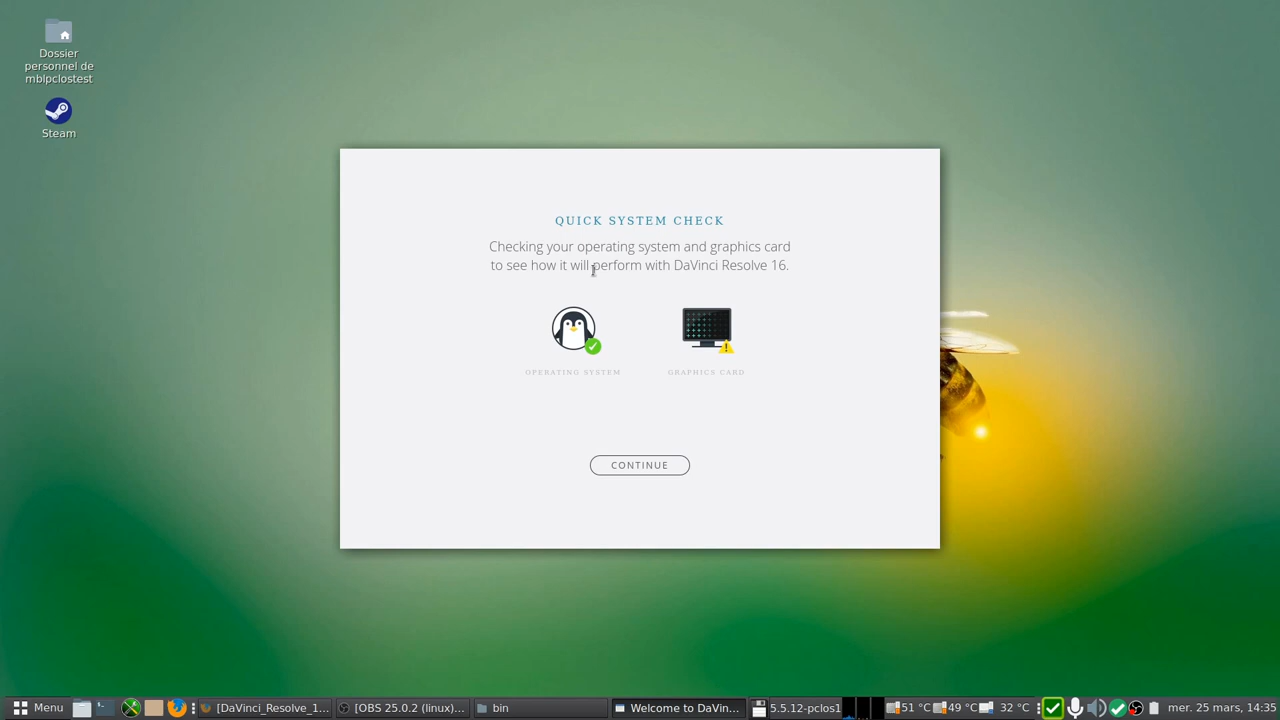 Dossier
personnel de
mblpclostest
Steam
QUICK SYSTEM CHECK
Checking your operating system and graphics card
to see how it will perform with DaVinci Resolve 16.
OPERATING SYSTEM
GRAPHICS CARD
CONTINUE
Menu
[DaVinci_Resolve_1...
[OBS 25.0.2 (linux)...
bin
Welcome to DaVin...
5.5.12-pclos1
51 °C
49 °C
32 °C
mer. 25 mars, 14:35